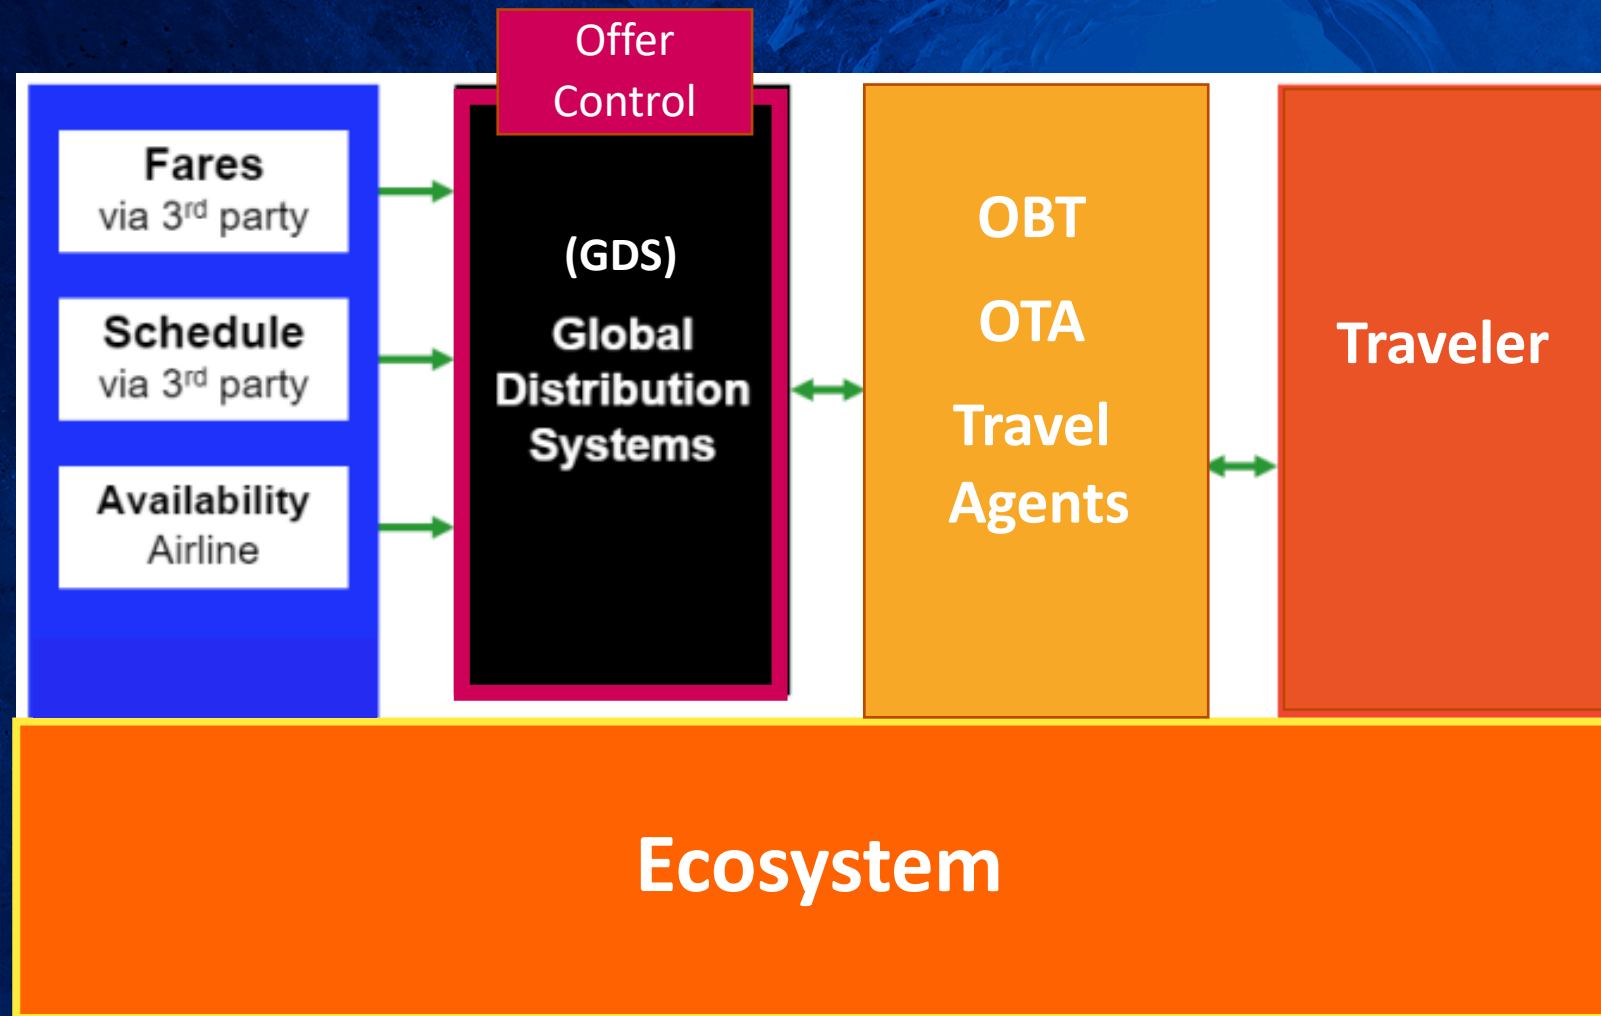 Offer
Control
Fares
via 3rd party
Schedule
via 3rd party
Availability
Airline
(GDS)
Global
Distribution
Systems
OBT
OTA
Travel
Agents
Traveler
Ecosystem